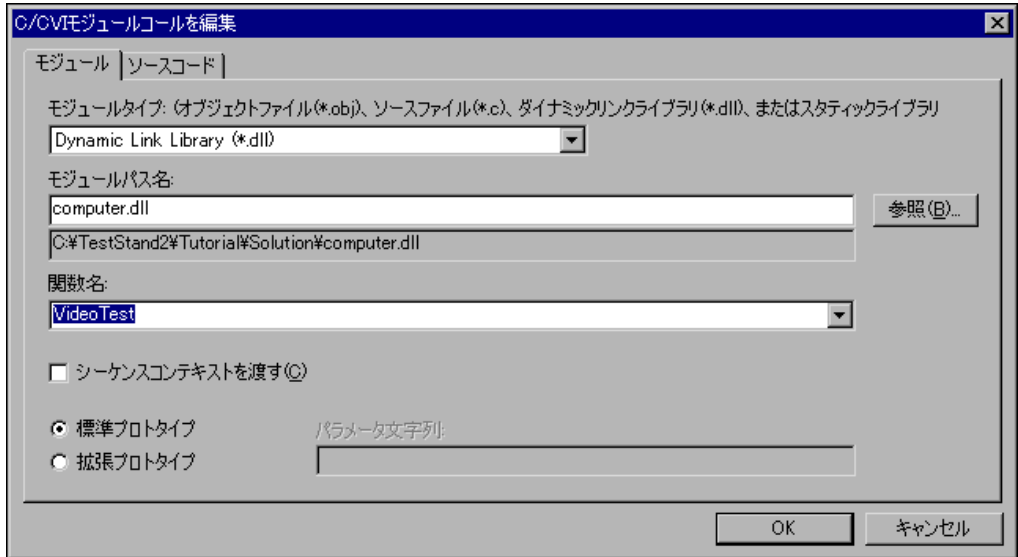 C/CVIモジュールコールを編集
モジュール ソースコード
モジュールタイプ: (オブジェクトファイル(*.obj)、ソースファイル(*.c)、ダイナミックリンクライブラリ(*.dll)、またはスタティックライブラリ
Dynamic Link Library (*.dll)
モジュールパス名:
computer.dll
参照(B)...
C:¥TestStand2¥Tutorial¥Solution¥computer.dll
関数名:
VideoTest
シーケンスコンテキストを渡す(C)
標準プロトタイプ
パラメータ文字列:
拡張プロトタイプ
OK
キャンセル